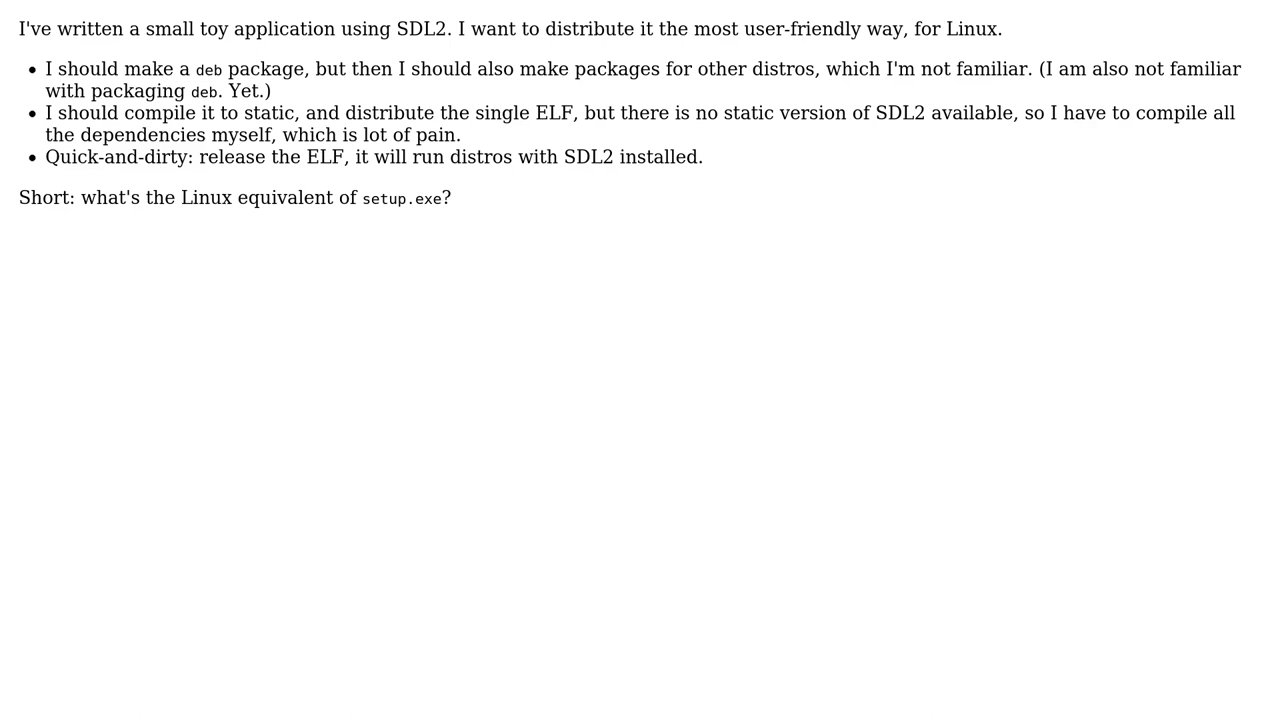 I've written a small toy application using SDL2. I want to distribute it the most user-friendly way, for Linux.
• I should make a deb package, but then I should also make packages for other distros, which I'm not familiar. (I am also not familiar
with packaging deb. Yet.)
• I should compile it to static, and distribute the single ELF, but there is no static version of SDL2 available, so I have to compile all
the dependencies myself, which is lot of pain.
• Quick-and-dirty: release the ELF, it will run distros with SDL2 installed.
Short: what's the Linux equivalent of setup.exe?